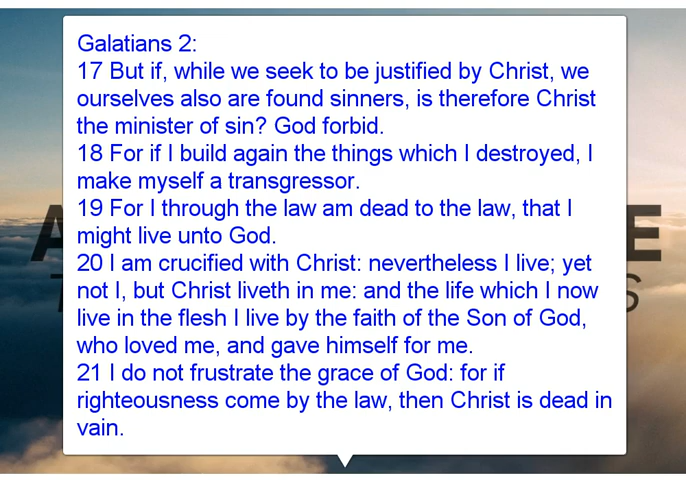 Galatians 2:
17 But if, while we seek to be justified by Christ, we
ourselves also are found sinners, is therefore Christ
the minister of sin? God forbid.
18 For if I build again the things which I destroyed, I
make myself a transgressor.
19 For I through the law am dead to the law, that I
might live unto God.
20 I am crucified with Christ: nevertheless I live; yet
not I, but Christ liveth in me: and the life which I now
live in the flesh I live by the faith of the Son of God,
who loved me, and gave himself for me.
21 I do not frustrate the grace of God: for if
righteousness come by the law, then Christ is dead in
vain.